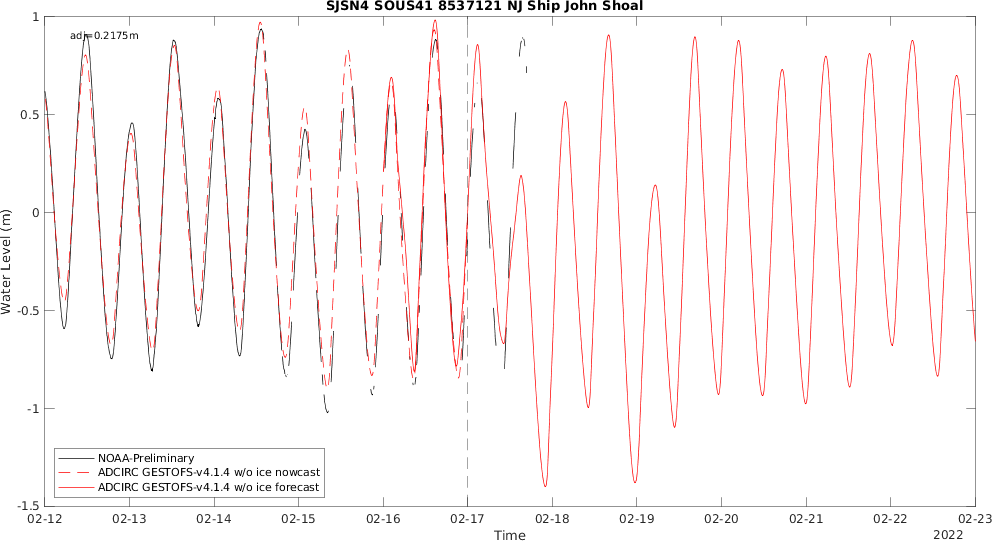 SJSN4 SOUS41 8537121 NJ Ship John Shoal
adj=0.2175m
Water Level (m)
1
0.5
0
-0.5
-1
-1.5
NOAA-Preliminary
ADCIRC GESTOFS-v4.1.4 w/o ice nowcast
ADCIRC GESTOFS-v4.1.4 w/o ice forecast
02-12 02-13 02-14 02-15 02-16 02-17 02-18 02-19 02-20 02-21 02-22 02-23
Time
2022